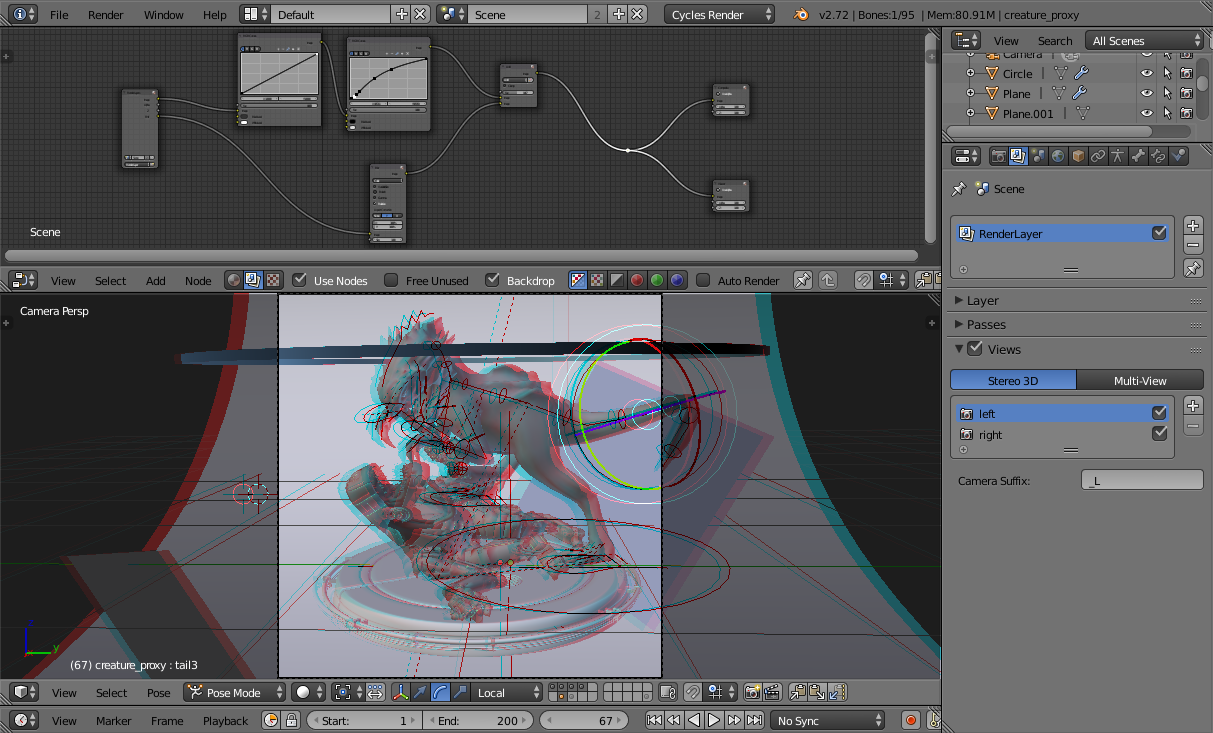 File Render Window Help Default Scene 2 Cycles Render v2.72 | Bones:1/95 | Mem:80.91M | creature_proxy
View Search All Scenes
Camera
Circle
Plane
Plane.001
Scene
Scene
RenderLayer
View Select Add Node Use Nodes Free Unused Backdrop Auto Render
Layer
Passes
Views
Stereo 3D Multi-View
left
right
Camera Suffix: _L
Camera Persp
z
y
(67) creature_proxy : tail3
View Select Pose Pose Mode Local
View Marker Frame Playback Start: 1 End: 200 67 No Sync